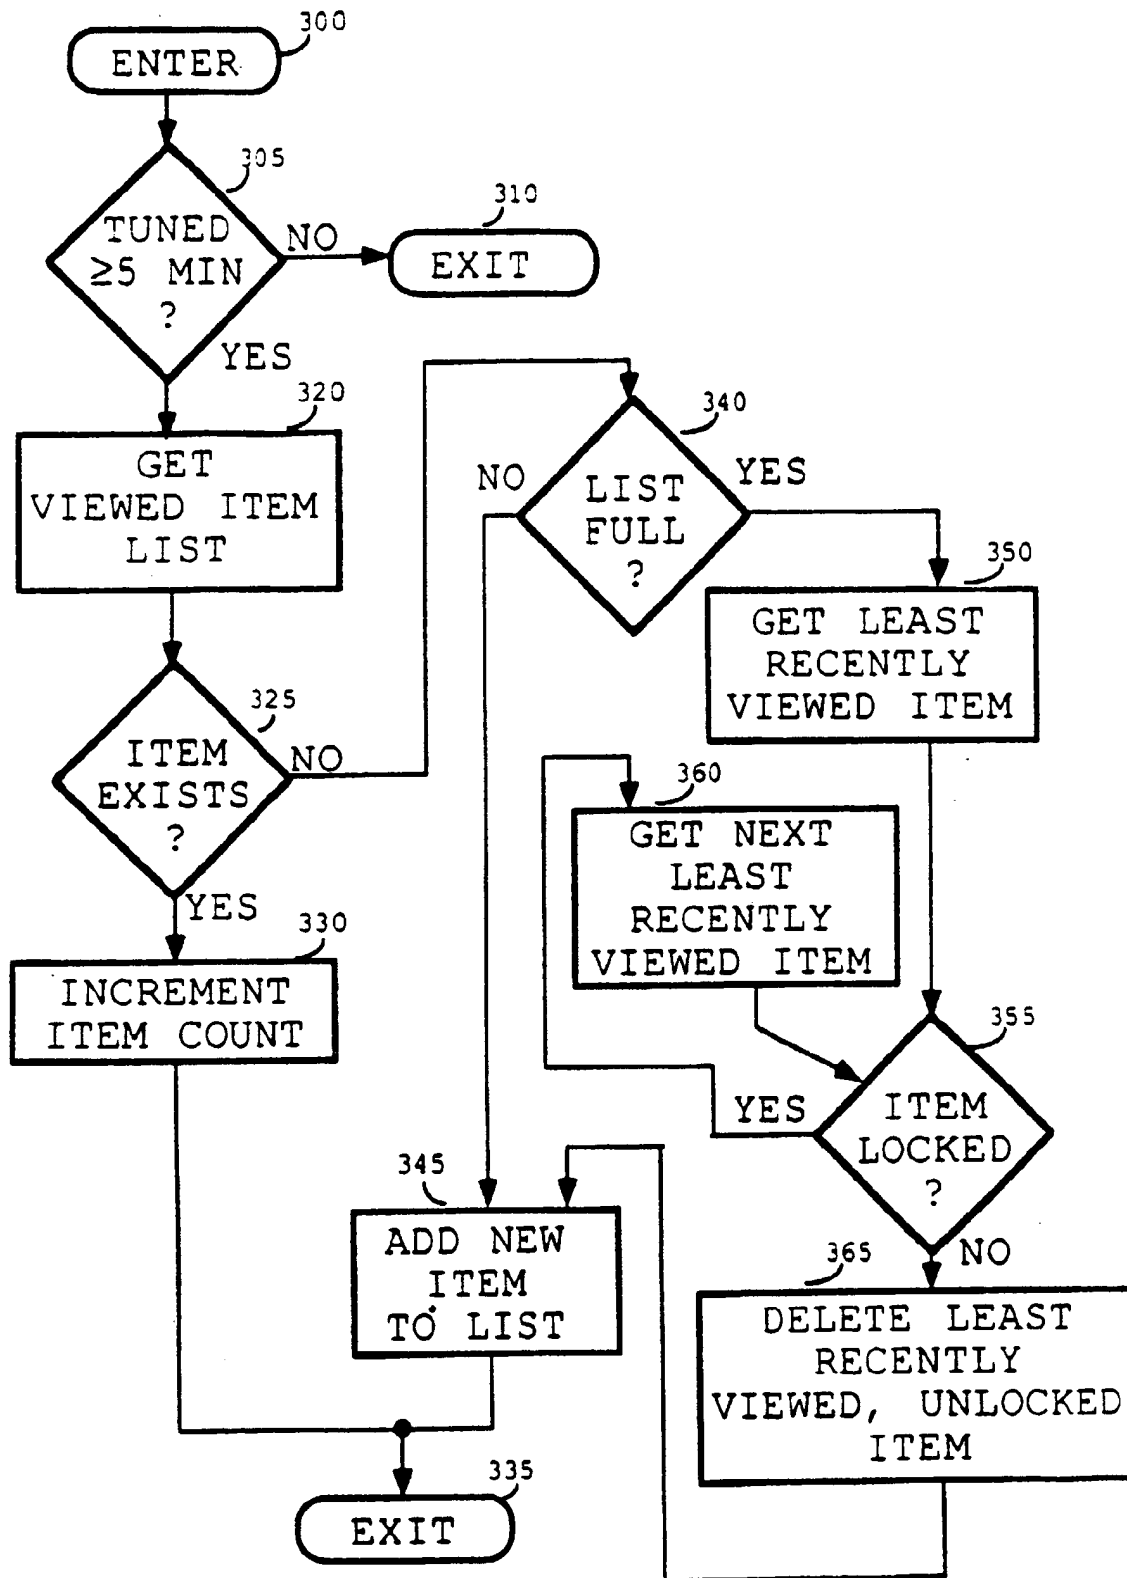 300
ENTER
305
TUNED
≥5 MIN
?
NO
310
EXIT
YES
320
GET
VIEWED ITEM
LIST
325
ITEM
EXISTS
?
NO
YES
330
INCREMENT
ITEM COUNT
340
LIST
FULL
?
NO
YES
350
GET LEAST
RECENTLY
VIEWED ITEM
360
GET NEXT
LEAST
RECENTLY
VIEWED ITEM
355
ITEM
LOCKED
?
YES
NO
345
ADD NEW
ITEM
TO LIST
365
DELETE LEAST
RECENTLY
VIEWED, UNLOCKED
ITEM
335
EXIT